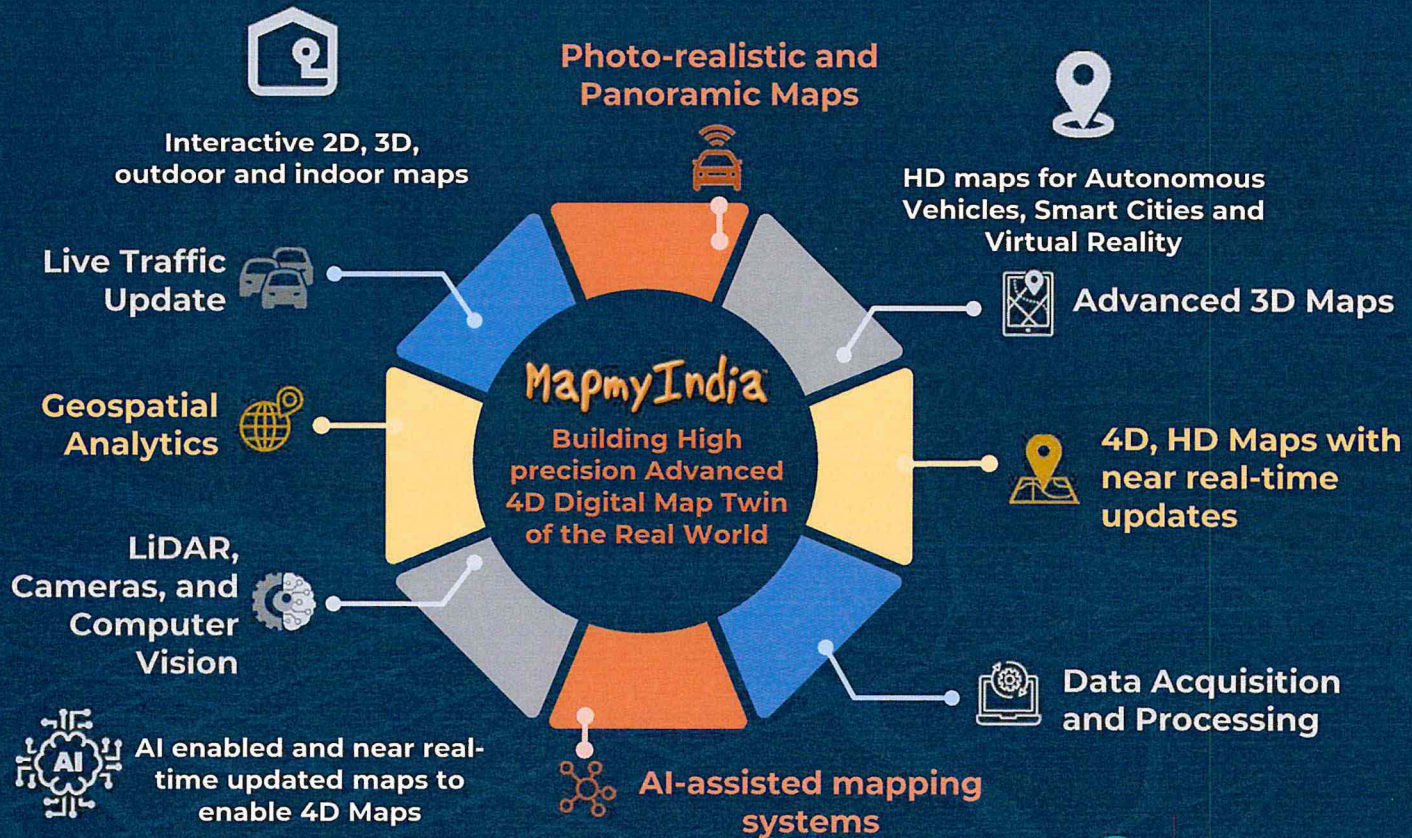 Photo-realistic and
Panoramic Maps
Interactive 2D, 3D,
outdoor and indoor maps
HD maps for Autonomous
Vehicles, Smart Cities and
Virtual Reality
Live Traffic
Update
Advanced 3D Maps
MapmyIndia
Building High
precision Advanced
4D Digital Map Twin
of the Real World
Geospatial
Analytics
4D, HD Maps with
near real-time
updates
LiDAR,
Cameras, and
Computer
Vision
Data Acquisition
and Processing
AI
AI enabled and near real-
time updated maps to
enable 4D Maps
AI-assisted mapping
systems